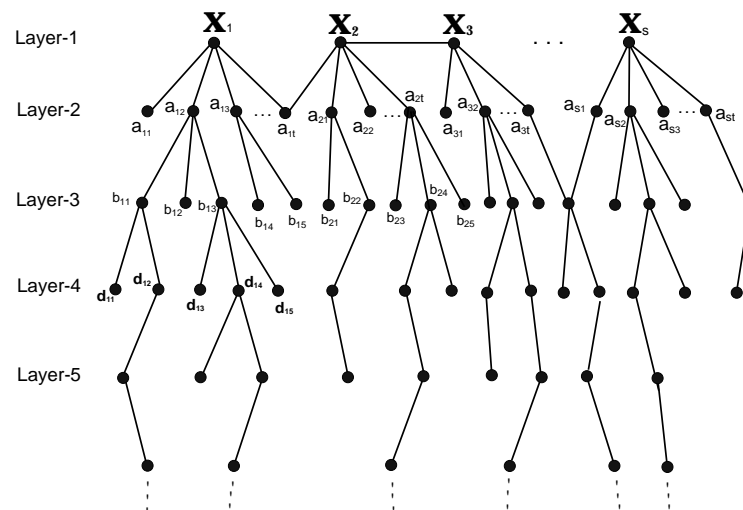 Layer-1 X₁ X₂ X₃ . . . Xₛ
Layer-2 a₁₁ a₁₂ a₁₃ ... a₁ₜ a₂₁ a₂₂ ... a₂ₜ a₃₁ a₃₂ ... a₃ₜ aₛ₁ aₛ₂ aₛ₃ ... aₛₜ
Layer-3 b₁₁ b₁₂ b₁₃ b₁₄ b₁₅ b₂₁ b₂₂ b₂₃ b₂₄ b₂₅
Layer-4 d₁₁ d₁₂ d₁₃ d₁₄ d₁₅
Layer-5